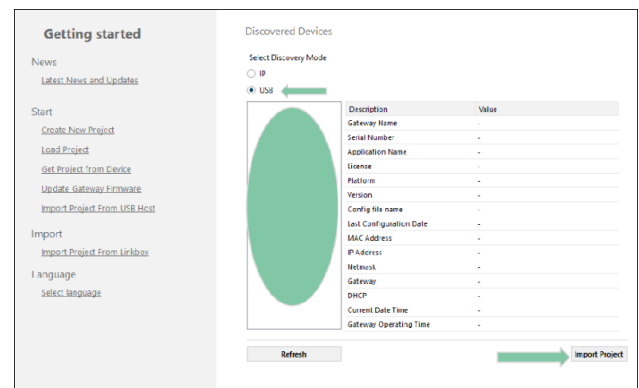 Getting started
News
Latest News and Updates
Start
Create New Project
Load Project
Get Project from Device
Update Gateway Firmware
Import Project From USB Host
Import
Import Project From Linkbox
Language
Select language
Discovered Devices
Select Discovery Mode
IP
USB
Description Value
Gateway Name -
Serial Number -
Application Name -
License -
Platform -
Version -
Config file name -
Last Configuration Date -
MAC Address -
IP Address -
Netmask -
Gateway -
DHCP -
Current Date Time -
Gateway Operating Time -
Refresh
Import Project